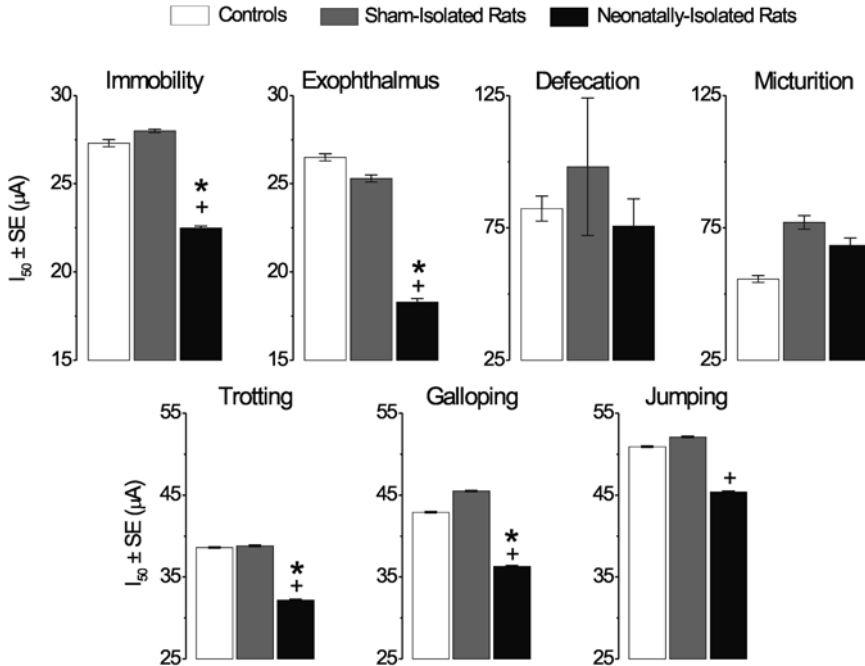 Controls Sham-Isolated Rats Neonatally-Isolated Rats
Immobility Exophthalmus Defecation Micturition
I50 ± SE (µA)
30 30 125 125
25 25 75 75
20 20
15 15 25 25
*
+
*
+
Trotting Galloping Jumping
I50 ± SE (µA)
55 55 55
45 45 45
35 35 35
25 25 25
*
+
*
+
+